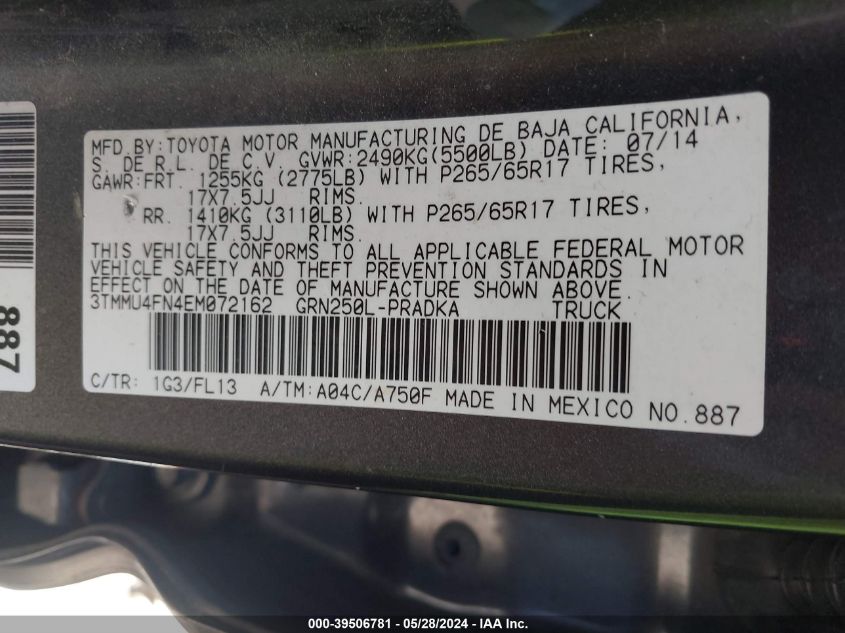 MFD. BY: TOYOTA MOTOR MANUFACTURING DE BAJA CALIFORNIA,
S. DE R.L. DE C.V. GVWR:2490KG(5500LB) DATE: 07/14
GAWR:FRT. 1255KG (2775LB) WITH P265/65R17 TIRES,
17X7.5JJ RIMS.
RR. 1410KG (3110LB) WITH P265/65R17 TIRES,
17X7.5JJ RIMS.
THIS VEHICLE CONFORMS TO ALL APPLICABLE FEDERAL MOTOR
VEHICLE SAFETY AND THEFT PREVENTION STANDARDS IN
EFFECT ON THE DATE OF MANUFACTURE SHOWN ABOVE.
3TMMU4FN4EM072162 GRN250L-PRADKA TRUCK
C/TR: 1G3/FL13 A/TM:A04C/A750F MADE IN MEXICO NO.887
887
000-39506781 - 05/28/2024 - IAA Inc.